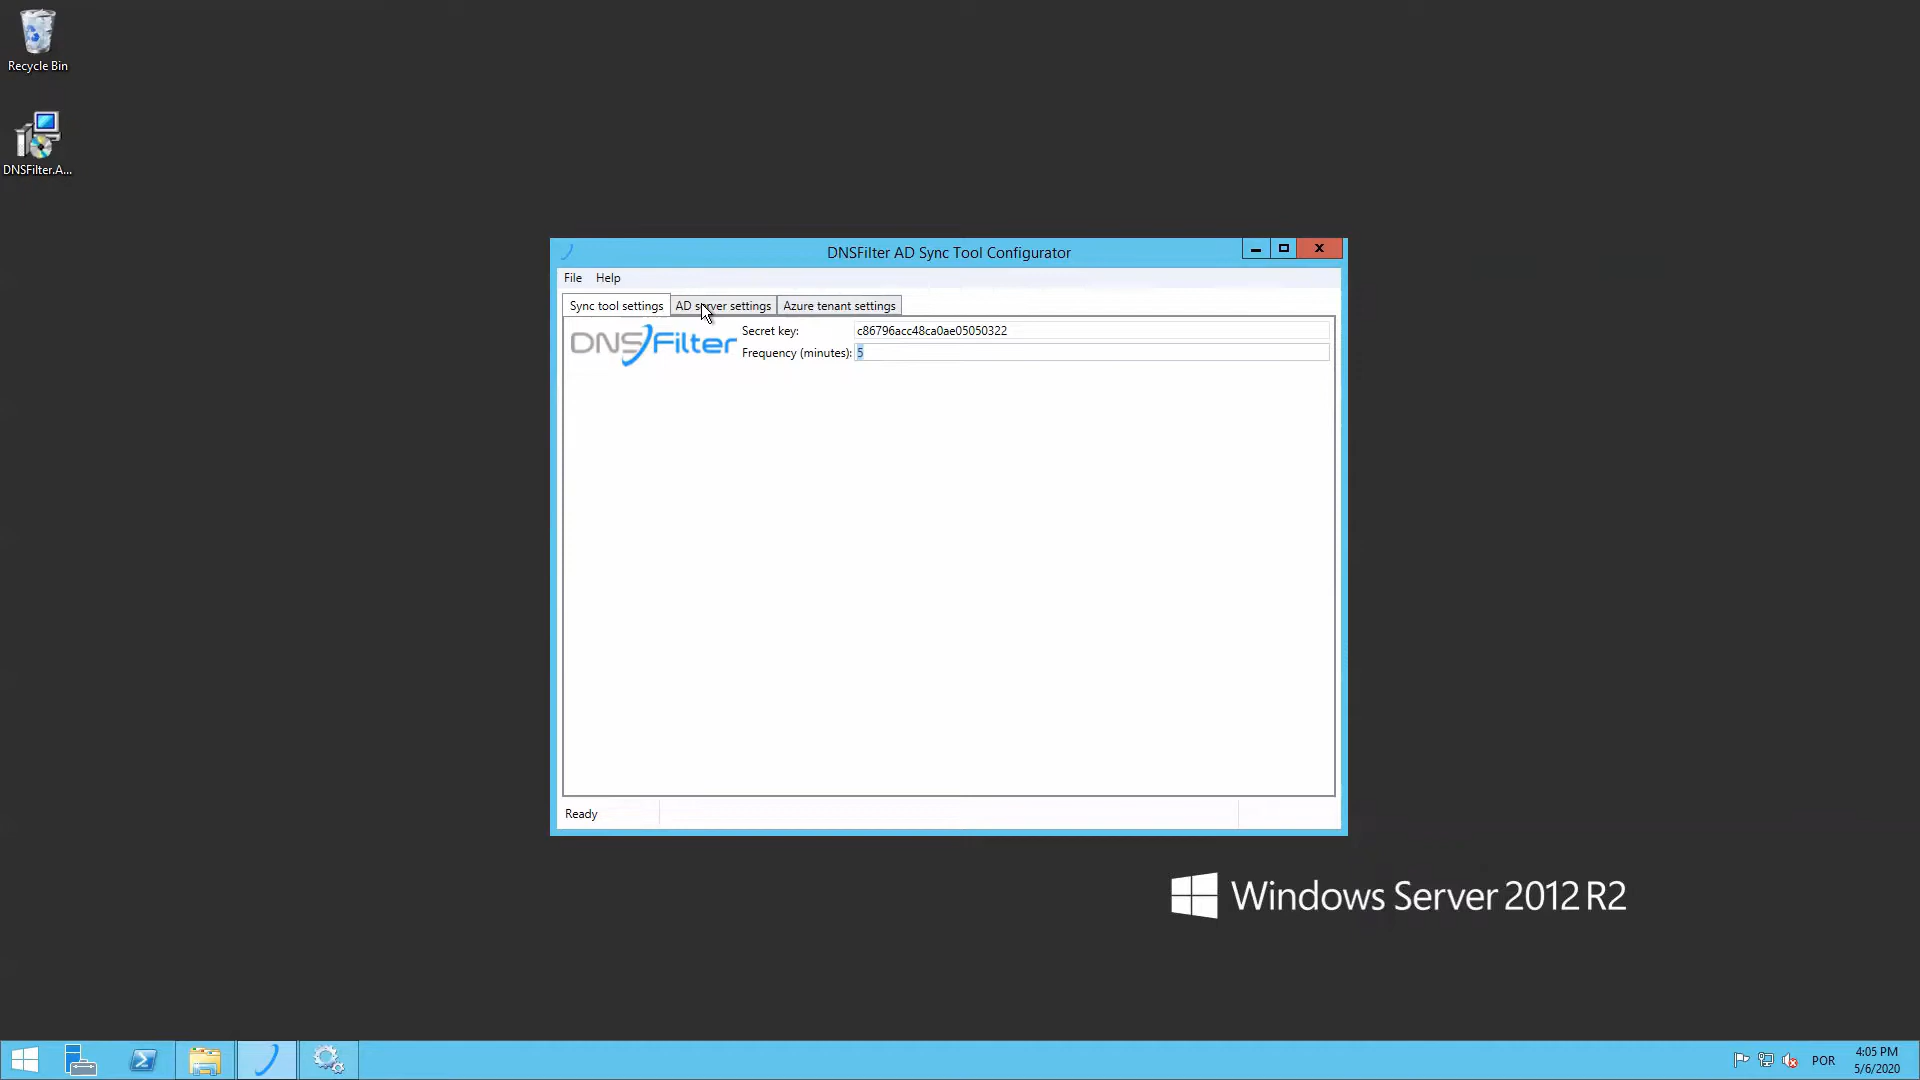 Recycle Bin
DNSFilter.A...
DNSFilter AD Sync Tool Configurator
File Help
Sync tool settings AD server settings Azure tenant settings
DNSFilter
Secret key: c86796acc48ca0ae05050322
Frequency (minutes): 5
Ready
Windows Server 2012 R2
POR
4:05 PM
5/6/2020